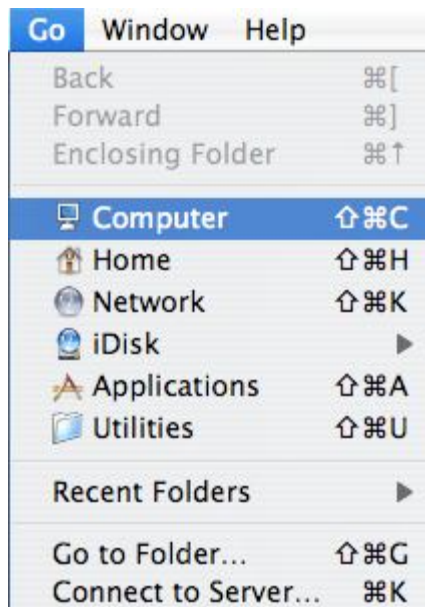 Go Window Help
Back ⌘[
Forward ⌘]
Enclosing Folder ⌘↑
Computer ⇧⌘C
Home ⇧⌘H
Network ⇧⌘K
iDisk ▶
Applications ⇧⌘A
Utilities ⇧⌘U
Recent Folders ▶
Go to Folder... ⇧⌘G
Connect to Server... ⌘K